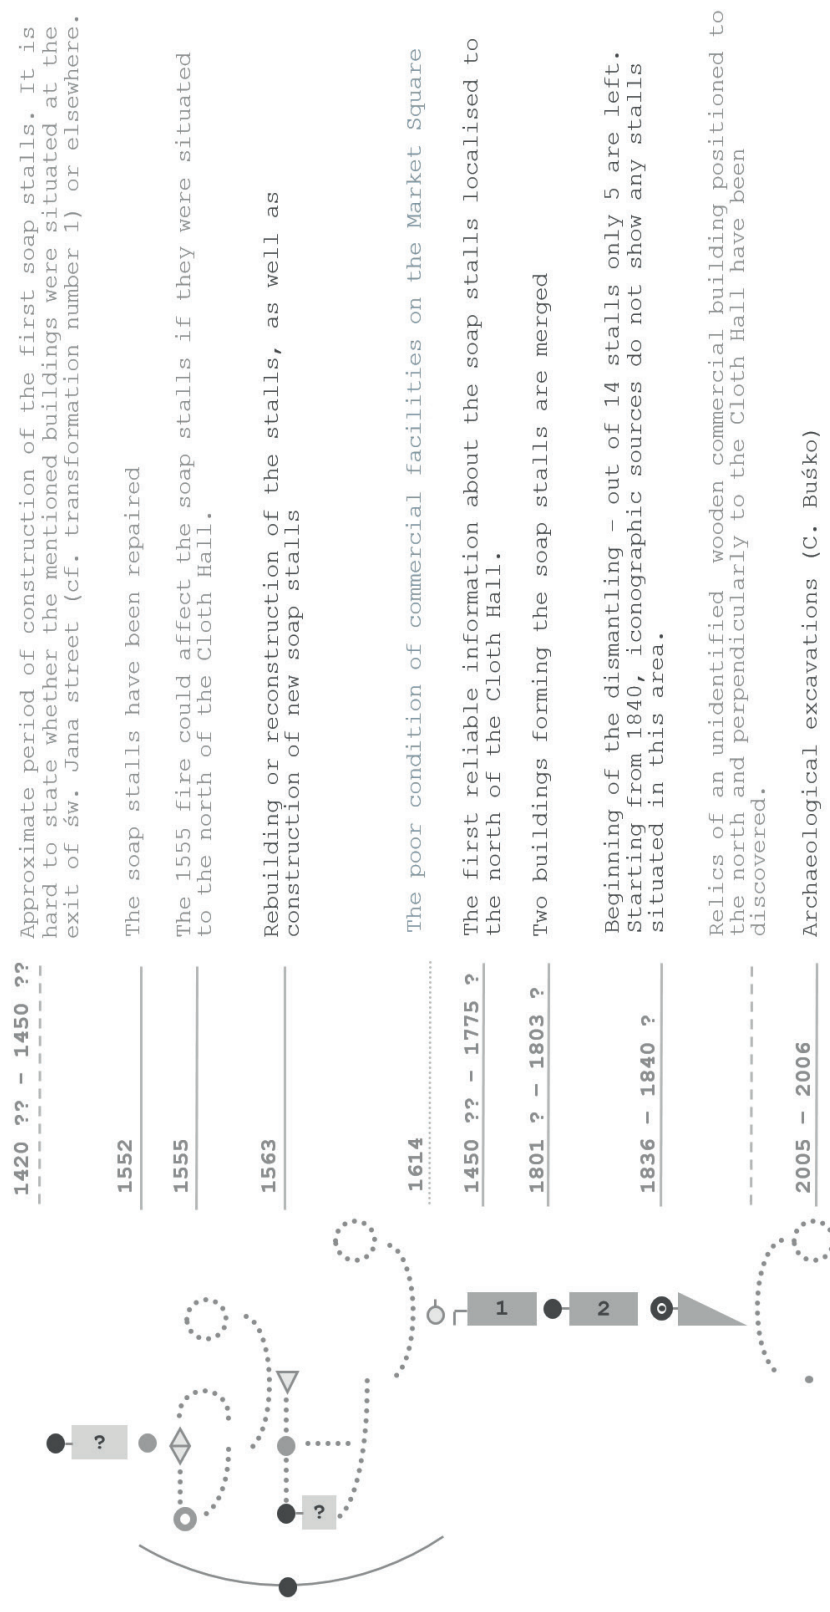 1420 ?? – 1450 ??
Approximate period of construction of the first soap stalls. It is
hard to state whether the mentioned buildings were situated at the
exit of św. Jana street (cf. transformation number 1) or elsewhere.
1552
The soap stalls have been repaired
1555
The 1555 fire could affect the soap stalls if they were situated
to the north of the Cloth Hall.
1563
Rebuilding or reconstruction of the stalls, as well as
construction of new soap stalls
1614
The poor condition of commercial facilities on the Market Square
1450 ?? – 1775 ?
The first reliable information about the soap stalls localised to
the north of the Cloth Hall.
1801 ? – 1803 ?
Two buildings forming the soap stalls are merged
1836 – 1840 ?
Beginning of the dismantling – out of 14 stalls only 5 are left.
Starting from 1840, iconographic sources do not show any stalls
situated in this area.
Relics of an unidentified wooden commercial building positioned to
the north and perpendicularly to the Cloth Hall have been
discovered.
2005 – 2006
Archaeological excavations (C. Buśko)
?
?
1
2